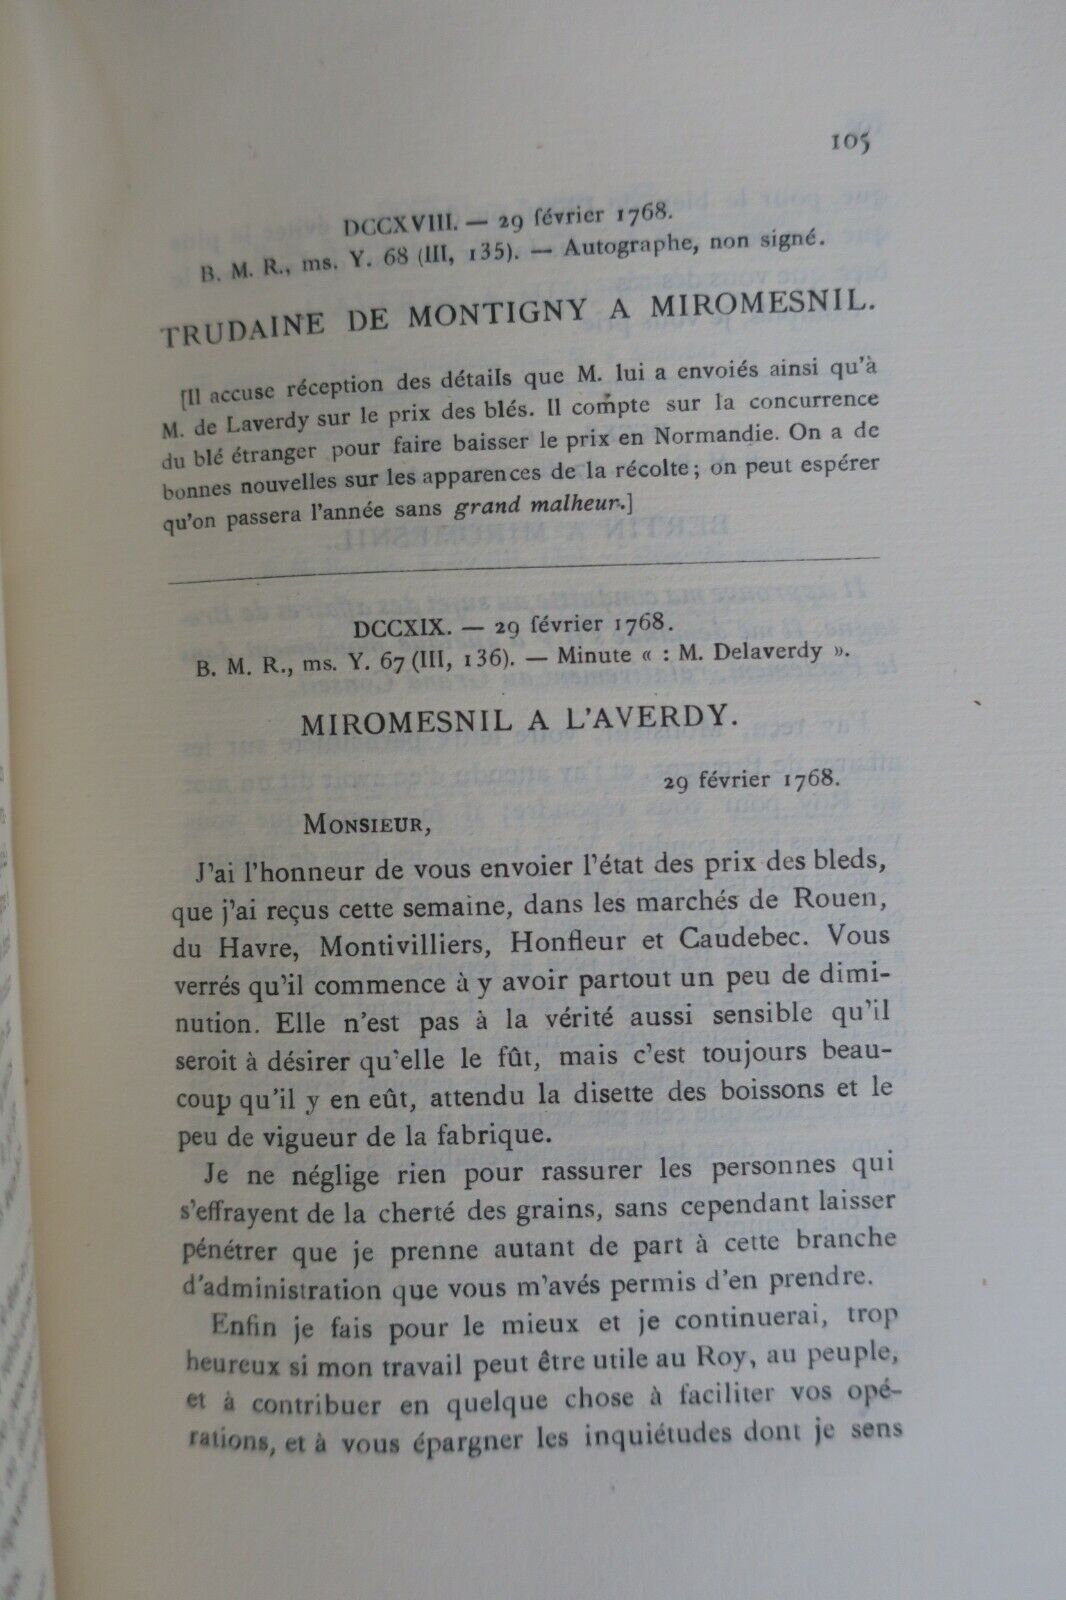 105
DCCXVIII. — 29 février 1768.
B. M. R., ms. Y. 68 (III, 135). — Autographe, non signé.
TRUDAINE DE MONTIGNY A MIROMESNIL.
[Il accuse réception des détails que M. lui a envoiés ainsi qu'à
M. de Laverdy sur le prix des blés. Il compte sur la concurrence
du blé étranger pour faire baisser le prix en Normandie. On a de
bonnes nouvelles sur les apparences de la récolte; on peut espérer
qu'on passera l'année sans grand malheur.]
DCCXIX. — 29 février 1768.
B. M. R., ms. Y. 67 (III, 136). — Minute « : M. Delaverdy ».
MIROMESNIL A L'AVERDY.
29 février 1768.
MONSIEUR,
J'ai l'honneur de vous envoier l'état des prix des bleds,
que j'ai reçus cette semaine, dans les marchés de Rouen,
du Havre, Montivilliers, Honfleur et Caudebec. Vous
verrés qu'il commence à y avoir partout un peu de dimi-
nution. Elle n'est pas à la vérité aussi sensible qu'il
seroit à désirer qu'elle le fût, mais c'est toujours beau-
coup qu'il y en eût, attendu la disette des boissons et le
peu de vigueur de la fabrique.
Je ne néglige rien pour rassurer les personnes qui
s'effrayent de la cherté des grains, sans cependant laisser
pénétrer que je prenne autant de part à cette branche
d'administration que vous m'avés permis d'en prendre.
Enfin je fais pour le mieux et je continuerai, trop
heureux si mon travail peut être utile au Roy, au peuple,
et à contribuer en quelque chose à faciliter vos opé-
rations, et à vous épargner les inquiétudes dont je sens